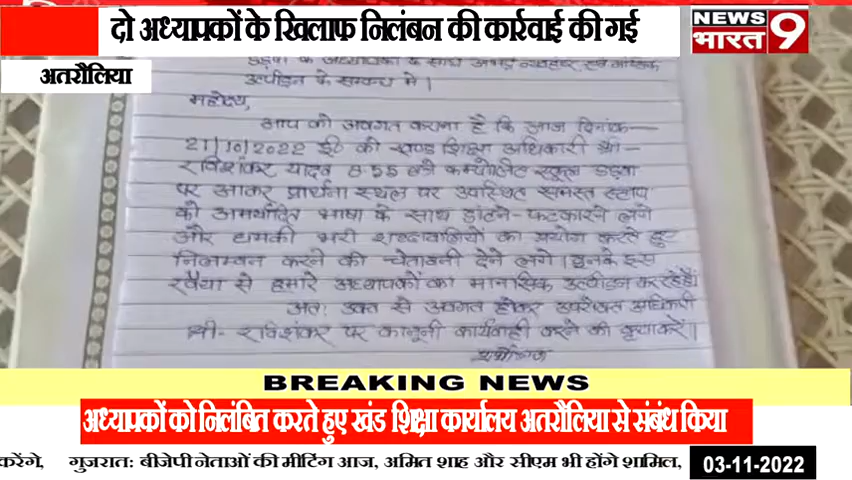 दो अध्यापकों के खिलाफ निलंबन की कार्रवाई की गई
NEWS
भारत 9
अतरौलिया
उत्पीड़न के सम्बन्ध में।
महोदय,
आप को अवगत कराना है कि आज दिनांक-
21/10/2022 ई0 को खण्ड शिक्षा अधिकारी श्री-
रविशंकर यादव 8:55 बजे कम्पोजिट स्कूल
पर आकर प्रार्थना स्थल पर उपस्थित समस्त स्टाप
को अमर्यादित भाषा के साथ डांटने-फटकारने लगे
और धमकी भरी शब्दावलियों का प्रयोग करते हुए
निलम्बन करने की चेतावनी देने लगे। इनके इस
रवैया से हमारे अध्यापकों का मानसिक उत्पीड़न कर रहे हैं।
अतः उक्त से अवगत होकर उपरोक्त अधिकारी
श्री- रविशंकर पर कानूनी कार्यवाही करने की कृपा करें।
BREAKING NEWS
अध्यापकों को निलंबित करते हुए खंड शिक्षा कार्यालय अतरौलिया से संबंध किया
करेंगे, गुजरात: बीजेपी नेताओं की मीटिंग आज, अमित शाह और सीएम भी होंगे शामिल,
03-11-2022